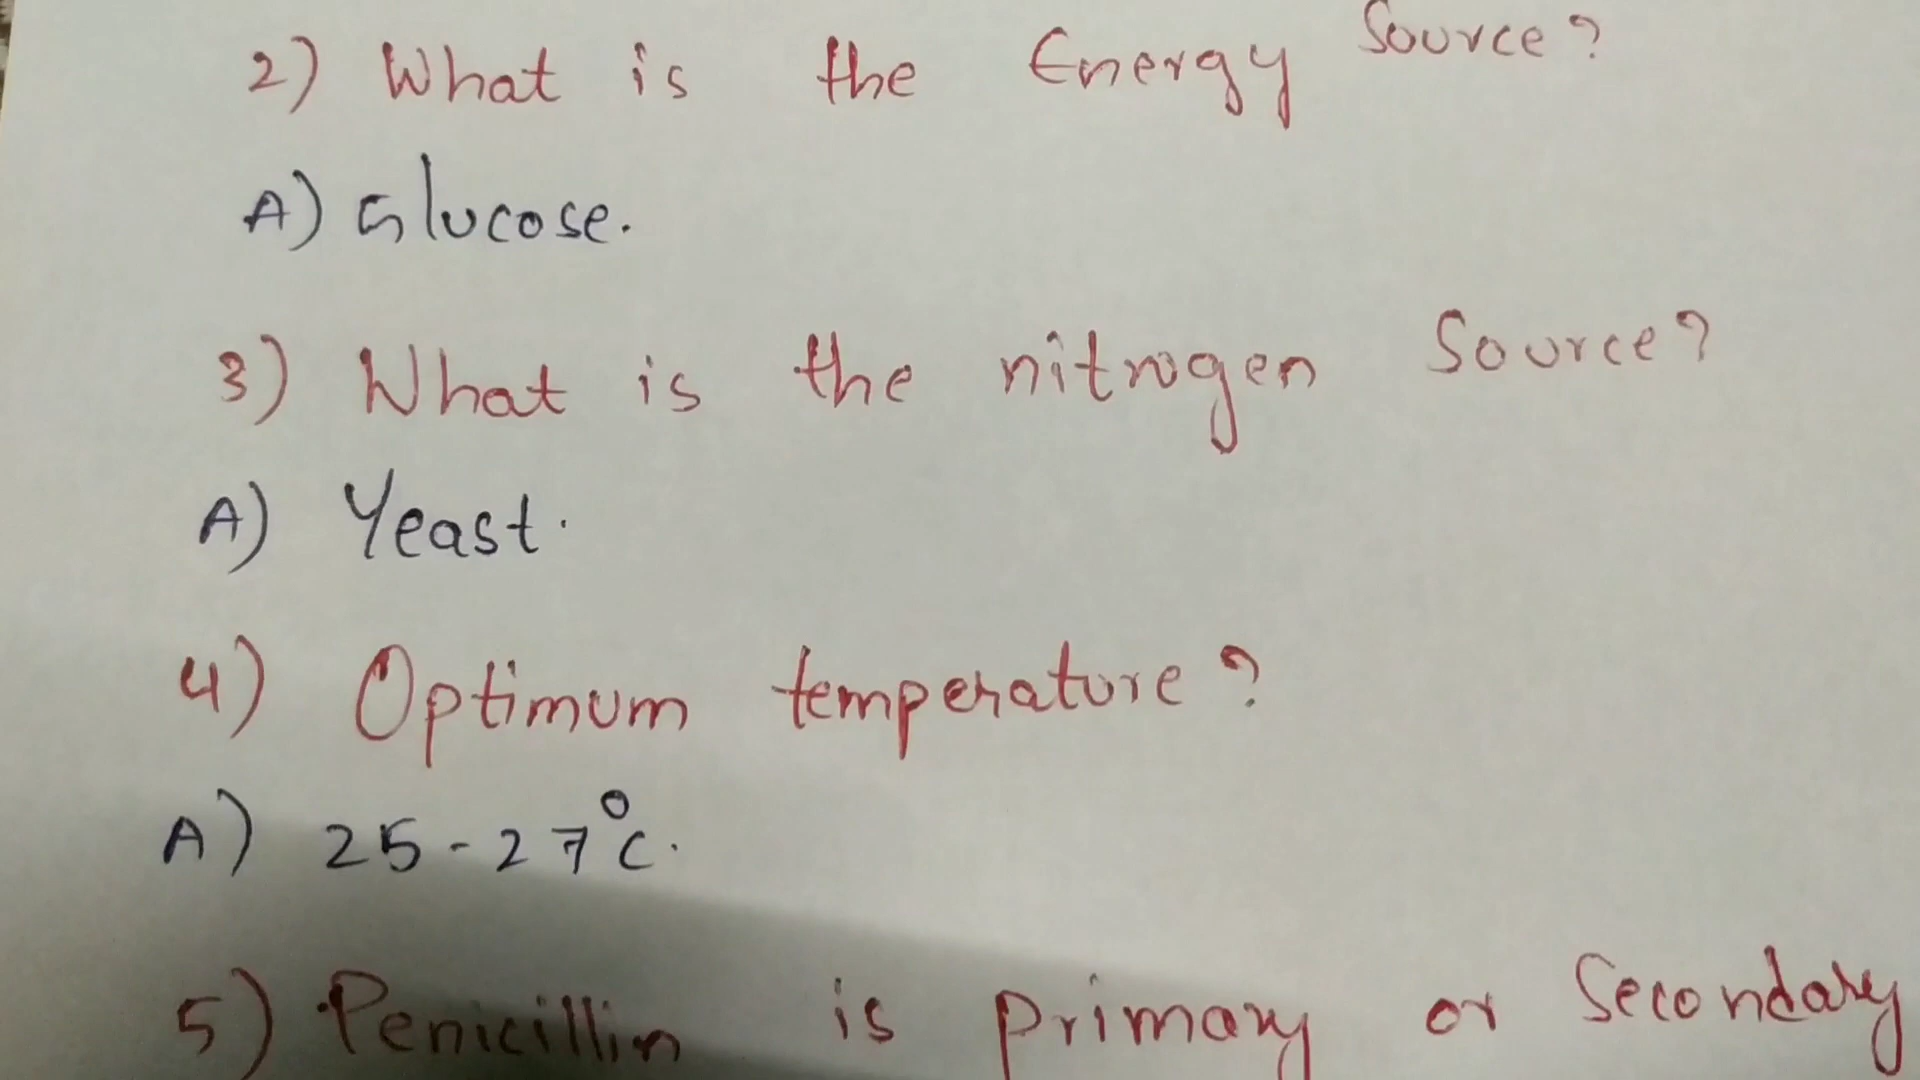 2) What is the Energy Source?
A) Glucose.
3) What is the nitrogen Source?
A) Yeast.
4) Optimum temperature?
A) 25-27°C.
5) Penicillin is primary or Secondary